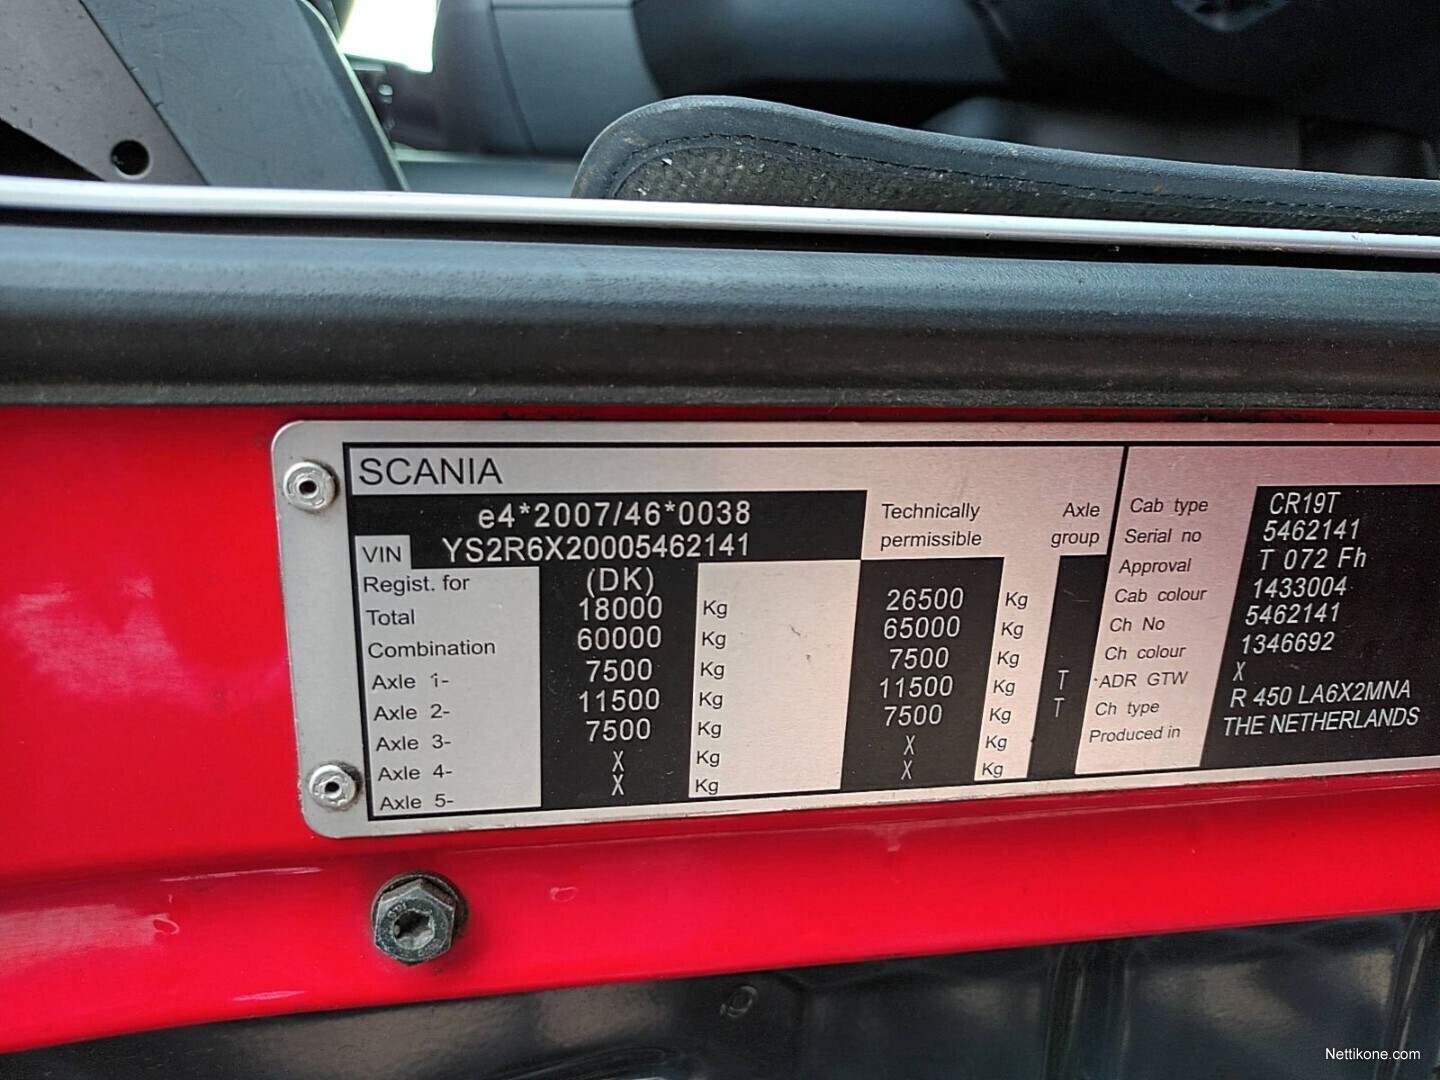 SCANIA
e4*2007/46*0038
VIN YS2R6X20005462141
Technically permissible
Axle group
Regist. for (DK)
Total 18000 Kg 26500 Kg
Combination 60000 Kg 65000 Kg
Axle 1- 7500 Kg 7500 Kg
Axle 2- 11500 Kg 11500 Kg T
Axle 3- 7500 Kg 7500 Kg T
Axle 4- X Kg X Kg
Axle 5- X Kg X Kg
Cab type CR19T
Serial no 5462141
Approval T 072 Fh
Cab colour 1433004
Ch No 5462141
Ch colour 1346692
ADR GTW X
Ch type R 450 LA6X2MNA
Produced in THE NETHERLANDS
Nettikone.com